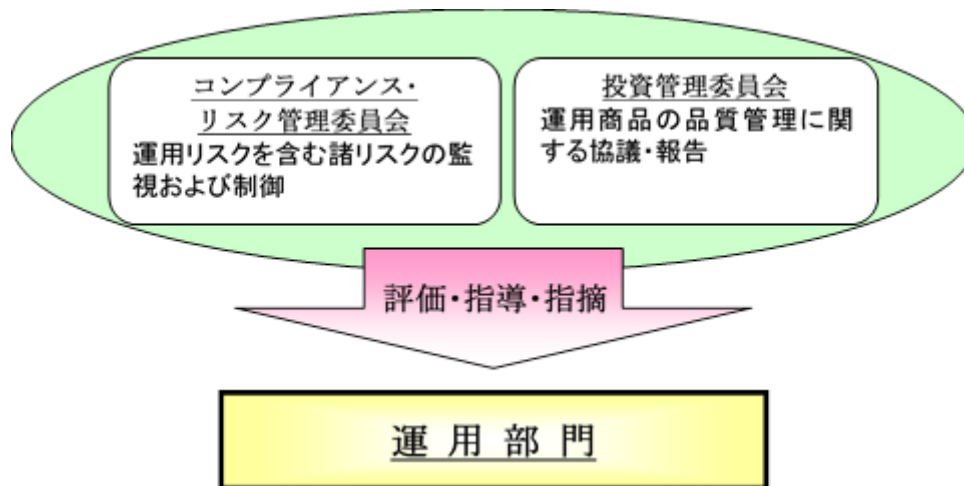 コンプライアンス・
リスク管理委員会
運用リスクを含む諸リスクの監
視および制御
投資管理委員会
運用商品の品質管理に関
する協議・報告
評価・指導・指摘
運用部門